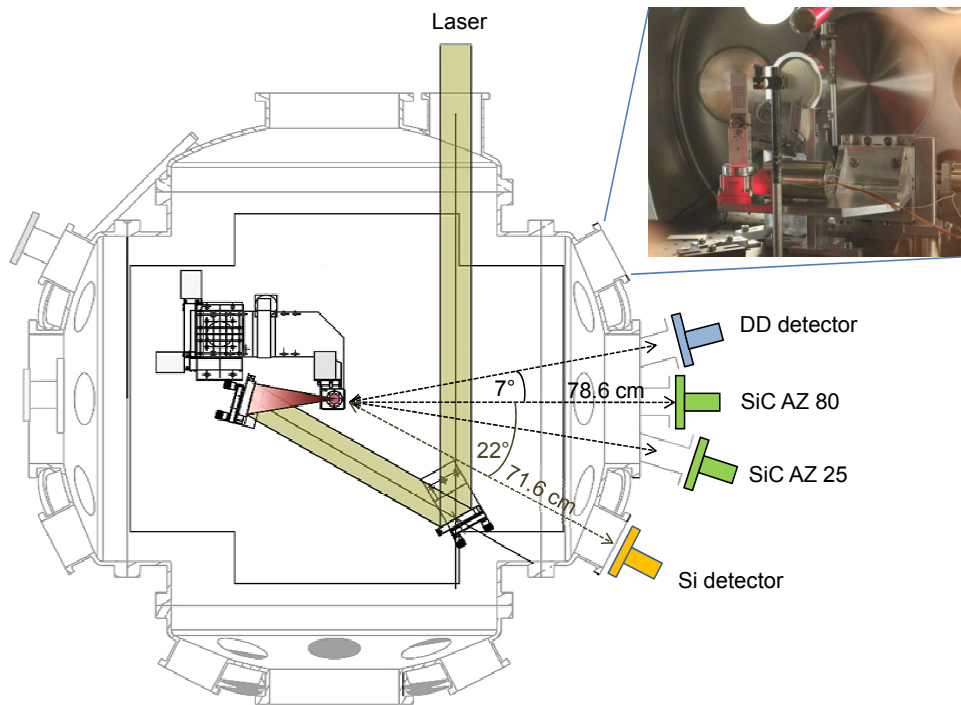 Laser
DD detector
7°
78.6 cm
SiC AZ 80
22°
71.6 cm
SiC AZ 25
Si detector